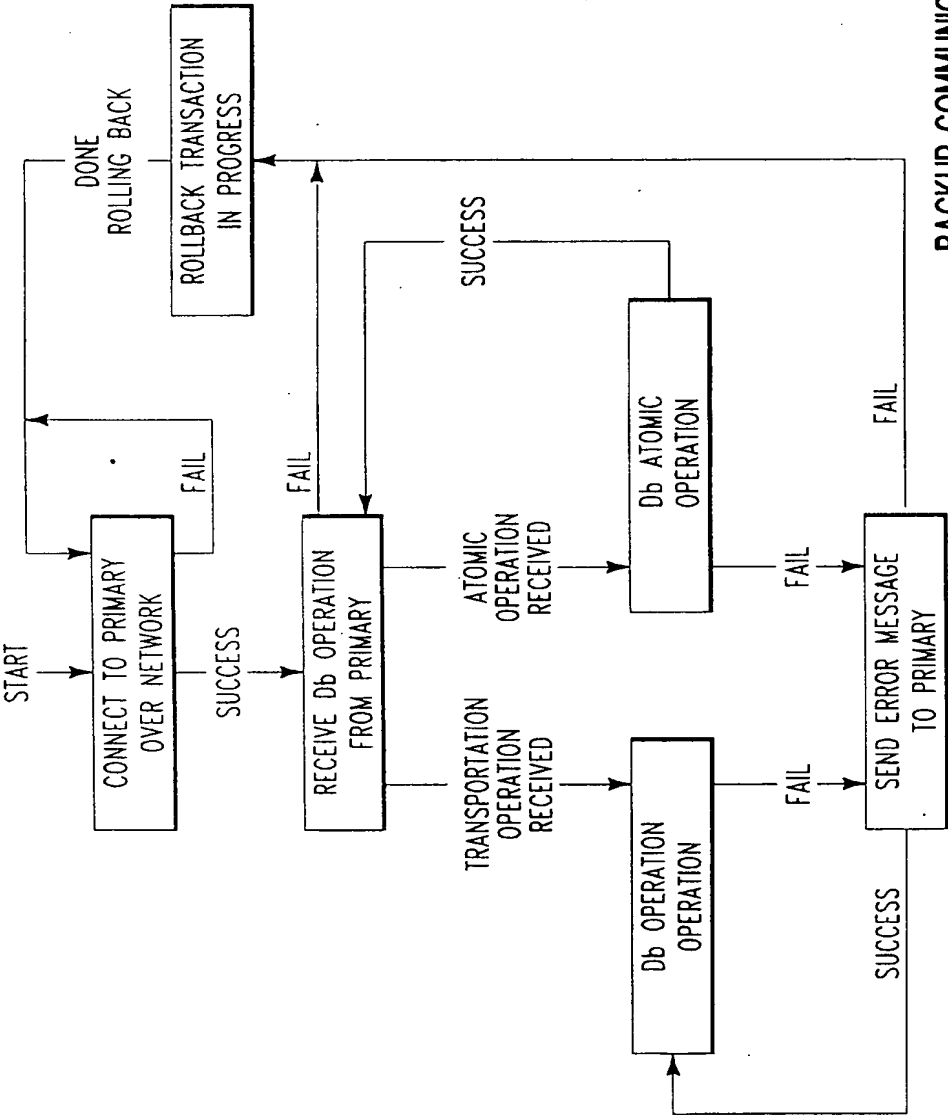 START
CONNECT TO PRIMARY
OVER NETWORK
FAIL
SUCCESS
DONE
ROLLING BACK
ROLLBACK TRANSACTION
IN PROGRESS
RECEIVE Db OPERATION
FROM PRIMARY
FAIL
TRANSPORTATION
OPERATION
RECEIVED
ATOMIC
OPERATION
RECEIVED
SUCCESS
Db OPERATION
OPERATION
Db ATOMIC
OPERATION
FAIL
FAIL
SEND ERROR MESSAGE
TO PRIMARY
SUCCESS
FAIL
BACKUP